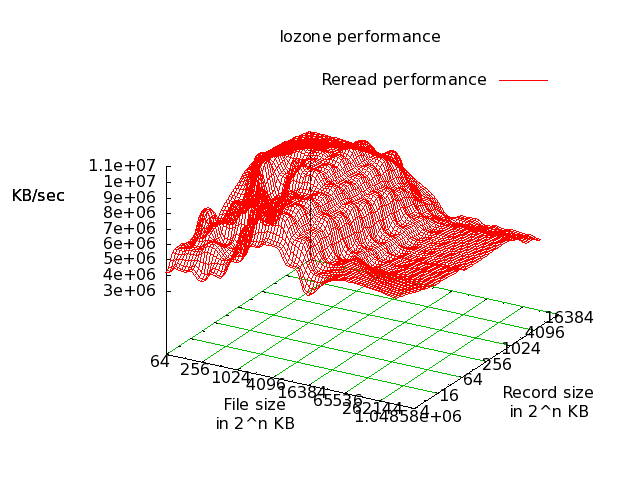 Iozone performance
Reread performance
1.1e+07
1e+07
9e+06
8e+06
7e+06
6e+06
5e+06
4e+06
3e+06
KB/sec
64
256
1024
4096
16384
65536
262144
1.04858e+06
File size
in 2^n KB
4
16
64
256
1024
4096
16384
Record size
in 2^n KB